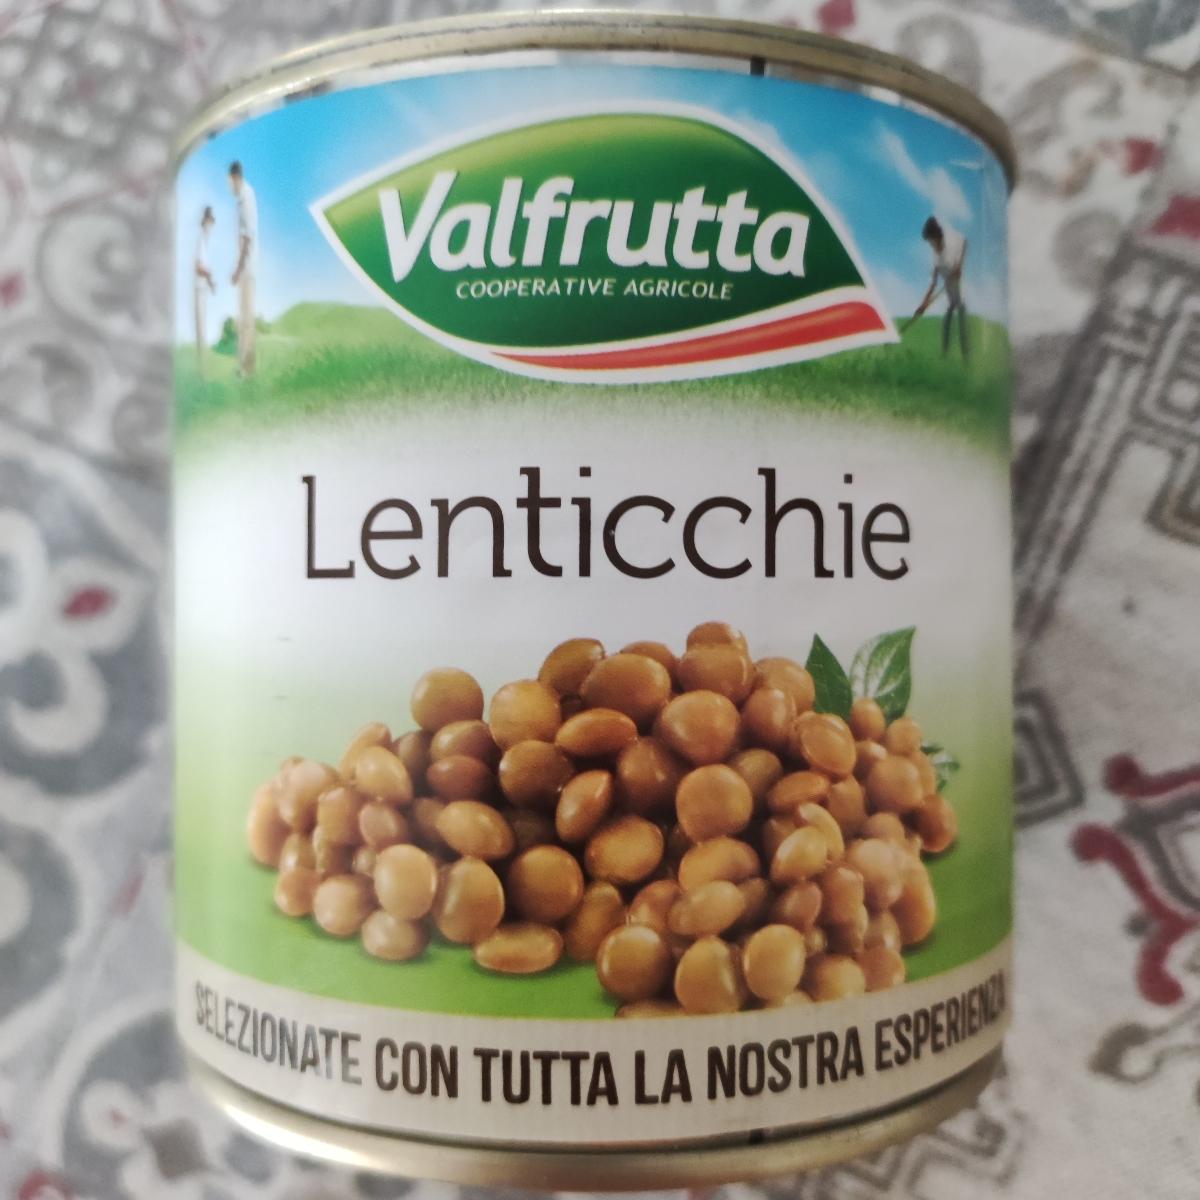 Valfrutta
COOPERATIVE AGRICOLE
Lenticchie
SELEZIONATE CON TUTTA LA NOSTRA ESPERIENZA